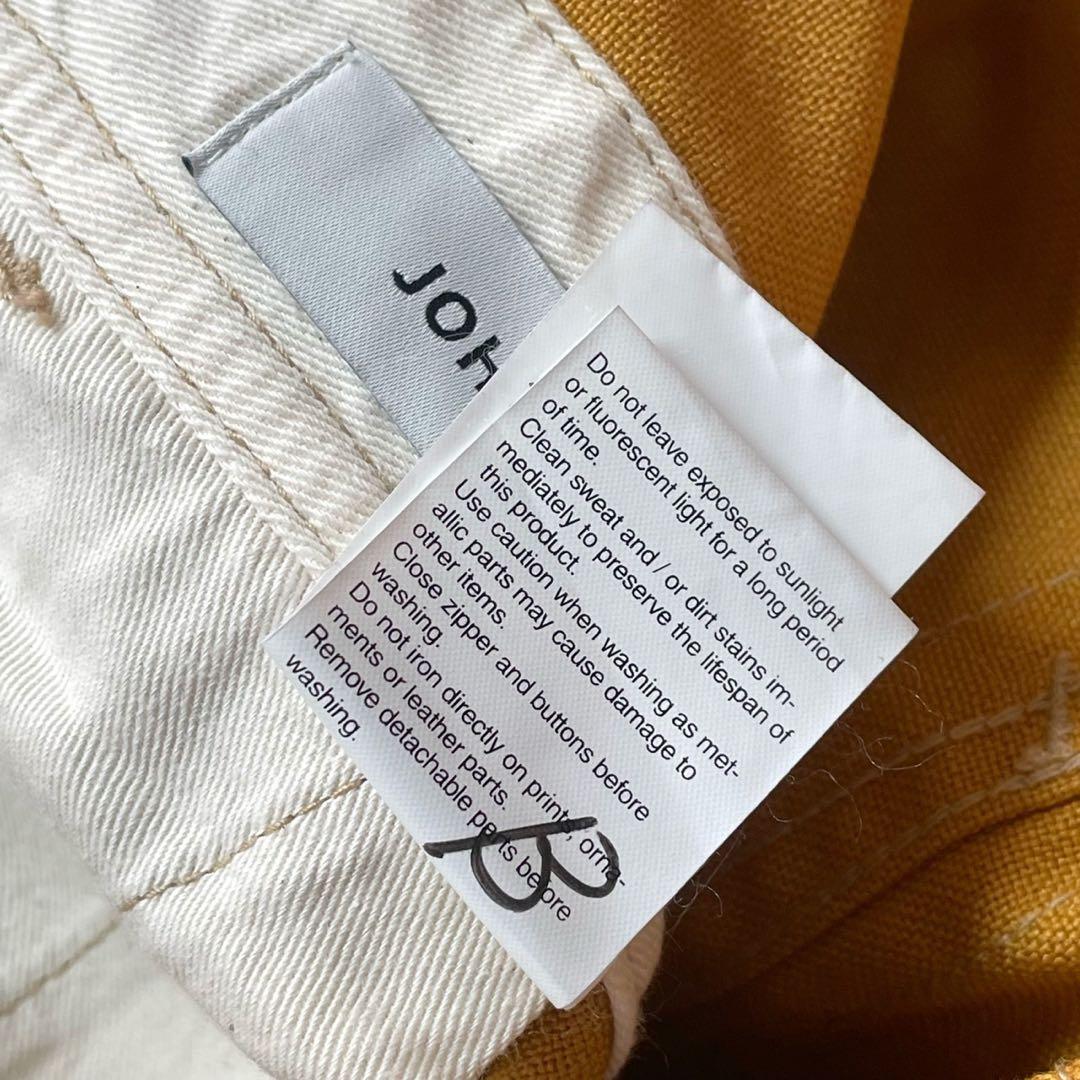 JOH
Do not leave exposed to sunlight
or fluorescent light for a long period
of time.
Clean sweat and / or dirt stains im-
mediately to preserve the lifespan of
this product.
Use caution when washing as met-
allic parts may cause damage to
other items.
Close zipper and buttons before
washing.
Do not iron directly on prints, orna-
ments or leather parts.
Remove detachable parts before
washing.
B